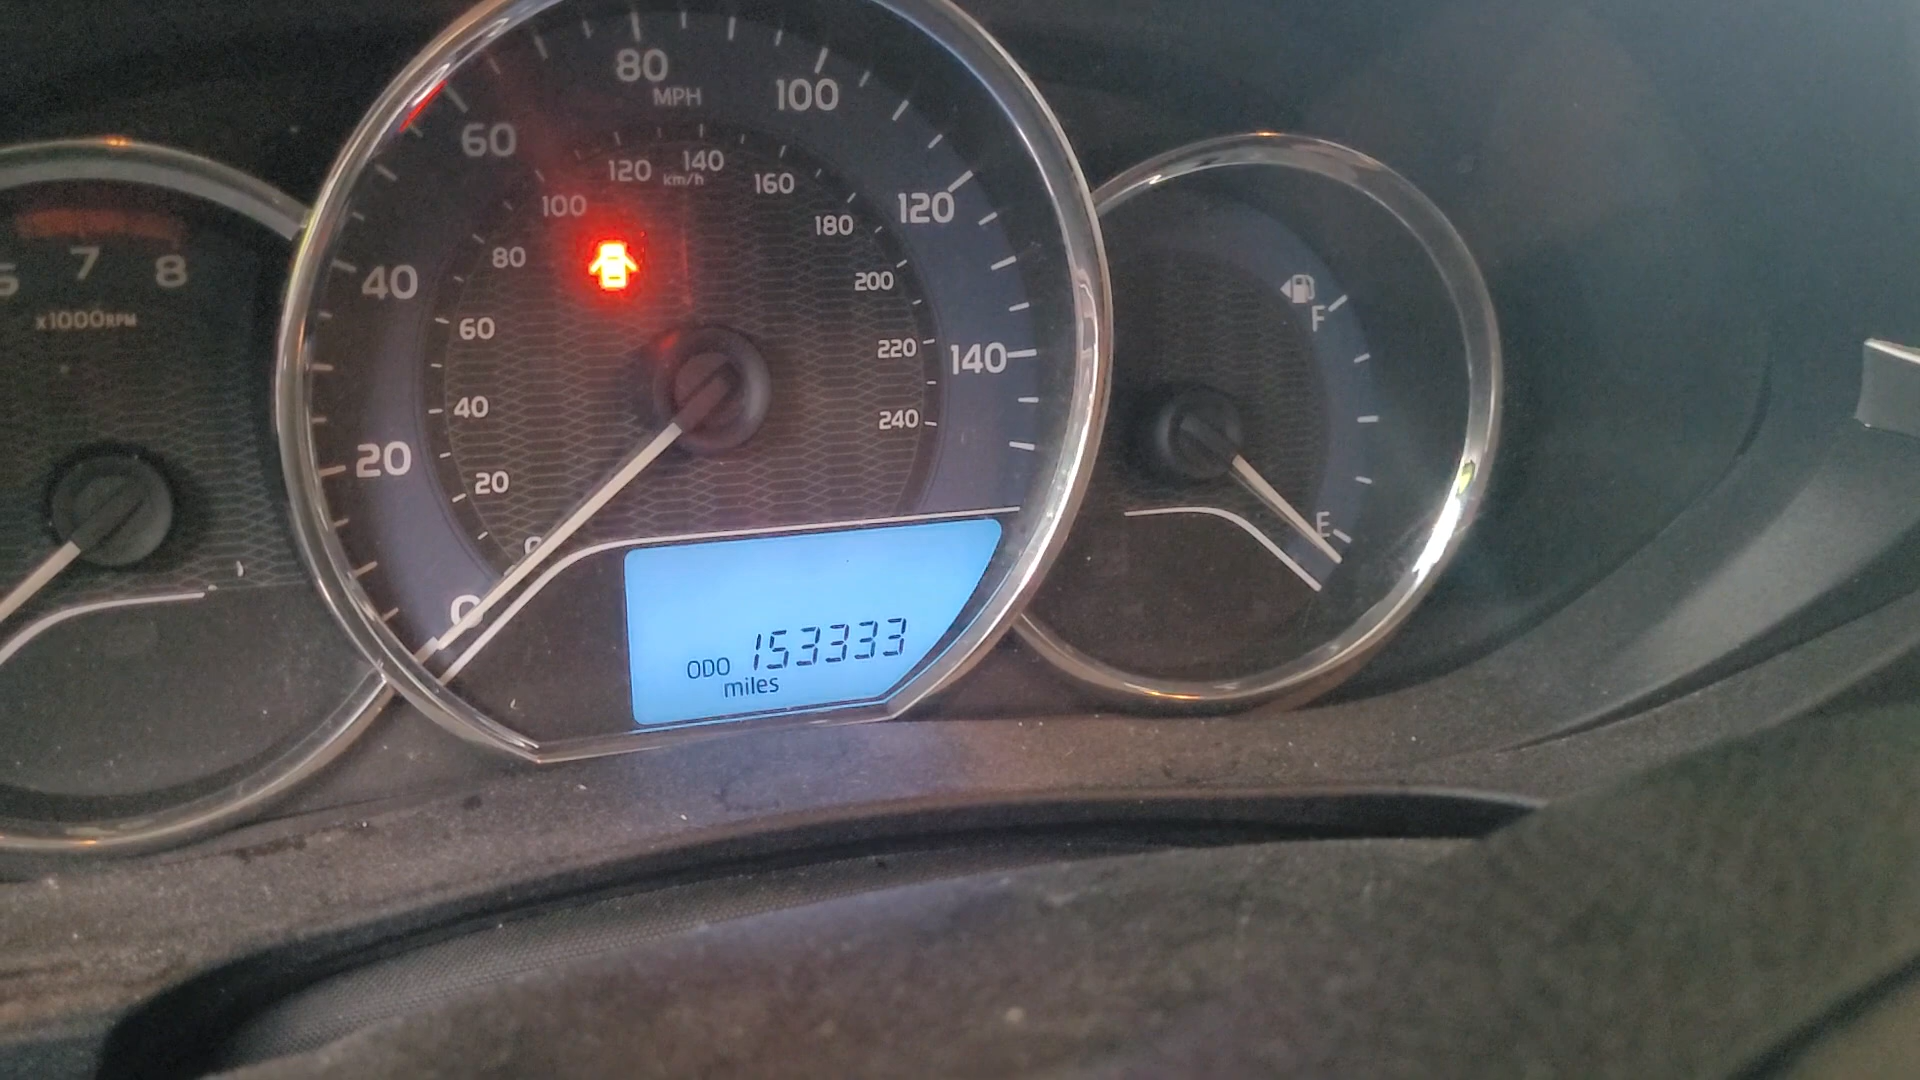 7 8
x1000RPM
0 20 40 60 80 100 120 140
MPH
0 20 40 60 80 100 120 140 160 180 200 220 240
km/h
ODO 153333
miles
F
E